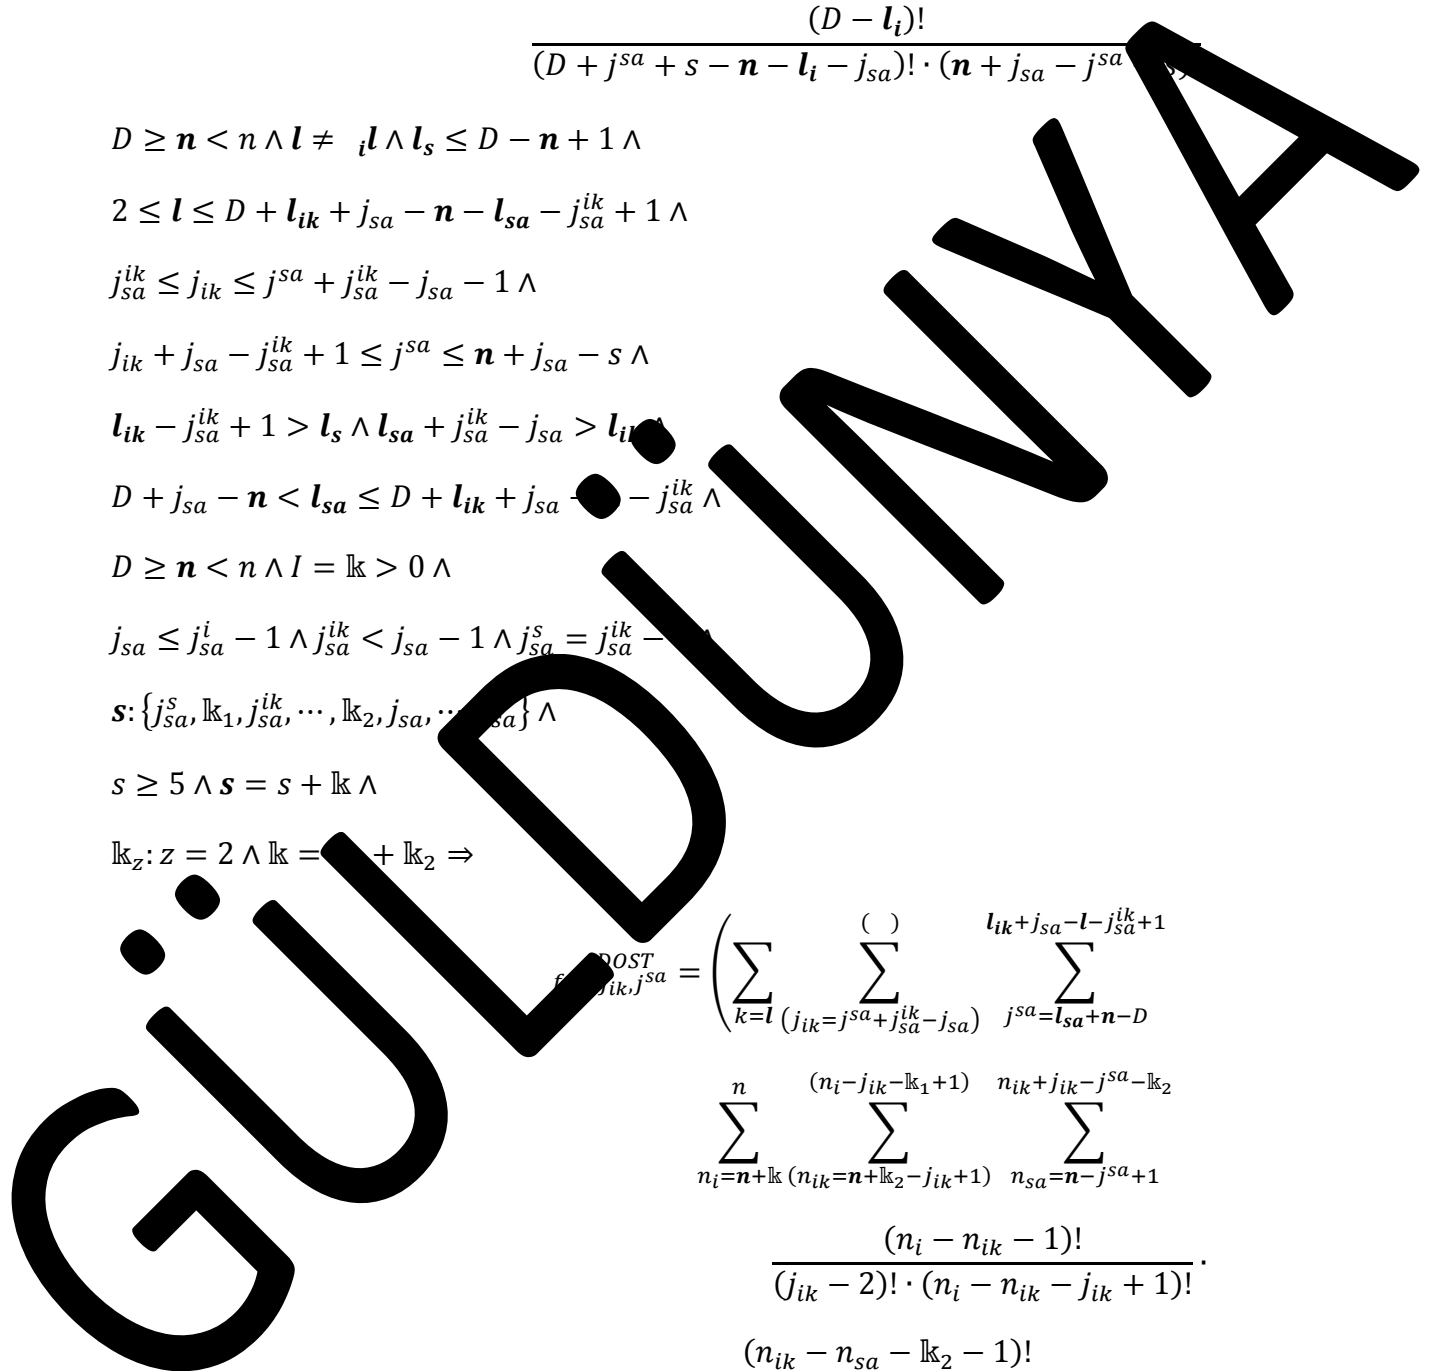 (D − l_i)!
(D + j^{sa} + s − n − l_i − j_{sa})! · (n + j_{sa} − j^{sa}
D ≥ n < n ∧ l ≠ _i l ∧ l_s ≤ D − n + 1 ∧
2 ≤ l ≤ D + l_{ik} + j_{sa} − n − l_{sa} − j_{sa}^{ik} + 1 ∧
j_{sa}^{ik} ≤ j_{ik} ≤ j^{sa} + j_{sa}^{ik} − j_{sa} − 1 ∧
j_{ik} + j_{sa} − j_{sa}^{ik} + 1 ≤ j^{sa} ≤ n + j_{sa} − s ∧
l_{ik} − j_{sa}^{ik} + 1 > l_s ∧ l_{sa} + j_{sa}^{ik} − j_{sa} > l_{ik} ∧
D + j_{sa} − n < l_{sa} ≤ D + l_{ik} + j_{sa} − j_{sa}^{ik} ∧
D ≥ n < n ∧ I = 𝕜 > 0 ∧
j_{sa} ≤ j_{sa}^{i} − 1 ∧ j_{sa}^{ik} < j_{sa} − 1 ∧ j_{sa}^{s} = j_{sa}^{ik} − ∧
s: {j_{sa}^{s}, 𝕜_1, j_{sa}^{ik}, ⋯, 𝕜_2, j_{sa}, ⋯ } ∧
s ≥ 5 ∧ s = s + 𝕜 ∧
𝕜_z: z = 2 ∧ 𝕜 = + 𝕜_2 ⇒
DOST j_{ik}, j^{sa} = ( ∑_{k=l} ∑_{(j_{ik}=j^{sa}+j_{sa}^{ik}−j_{sa})}^{( )} ∑_{j^{sa}=l_{sa}+n−D}^{l_{ik}+j_{sa}−l−j_{sa}^{ik}+1}
∑_{n_i=n+𝕜}^{n} ∑_{(n_{ik}=n+𝕜_2−j_{ik}+1)}^{(n_i−j_{ik}−𝕜_1+1)} ∑_{n_{sa}=n−j^{sa}+1}^{n_{ik}+j_{ik}−j^{sa}−𝕜_2}
(n_i − n_{ik} − 1)!
(j_{ik} − 2)! · (n_i − n_{ik} − j_{ik} + 1)! ·
(n_{ik} − n_{sa} − 𝕜_2 − 1)!
GÜLDÜNYA